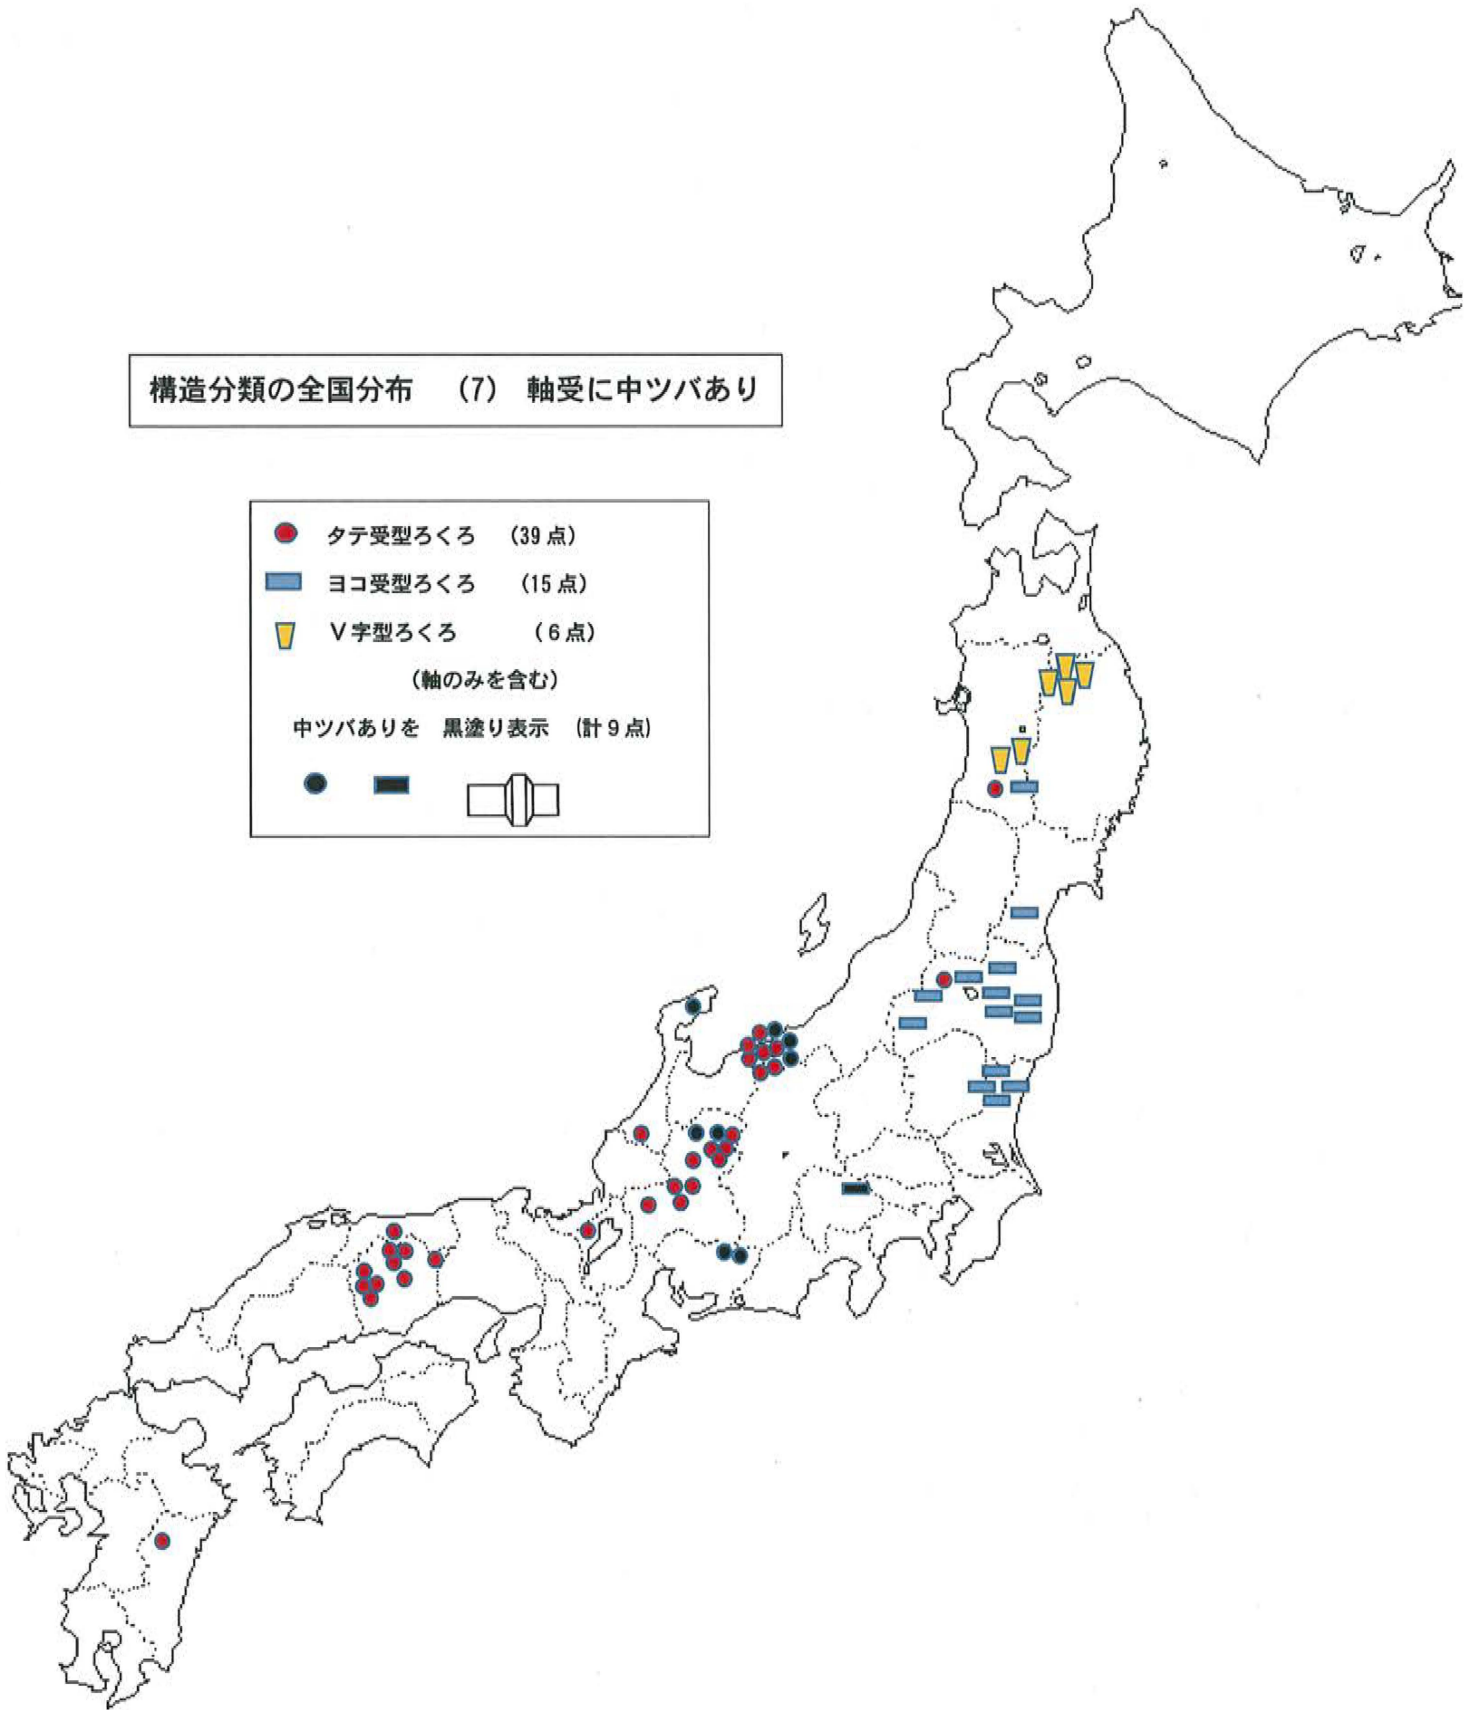 構造分類の全国分布 (7) 軸受に中ツバあり
タテ受型ろくろ (39点)
ヨコ受型ろくろ (15点)
V字型ろくろ (6点)
(軸のみを含む)
中ツバありを 黒塗り表示 (計9点)